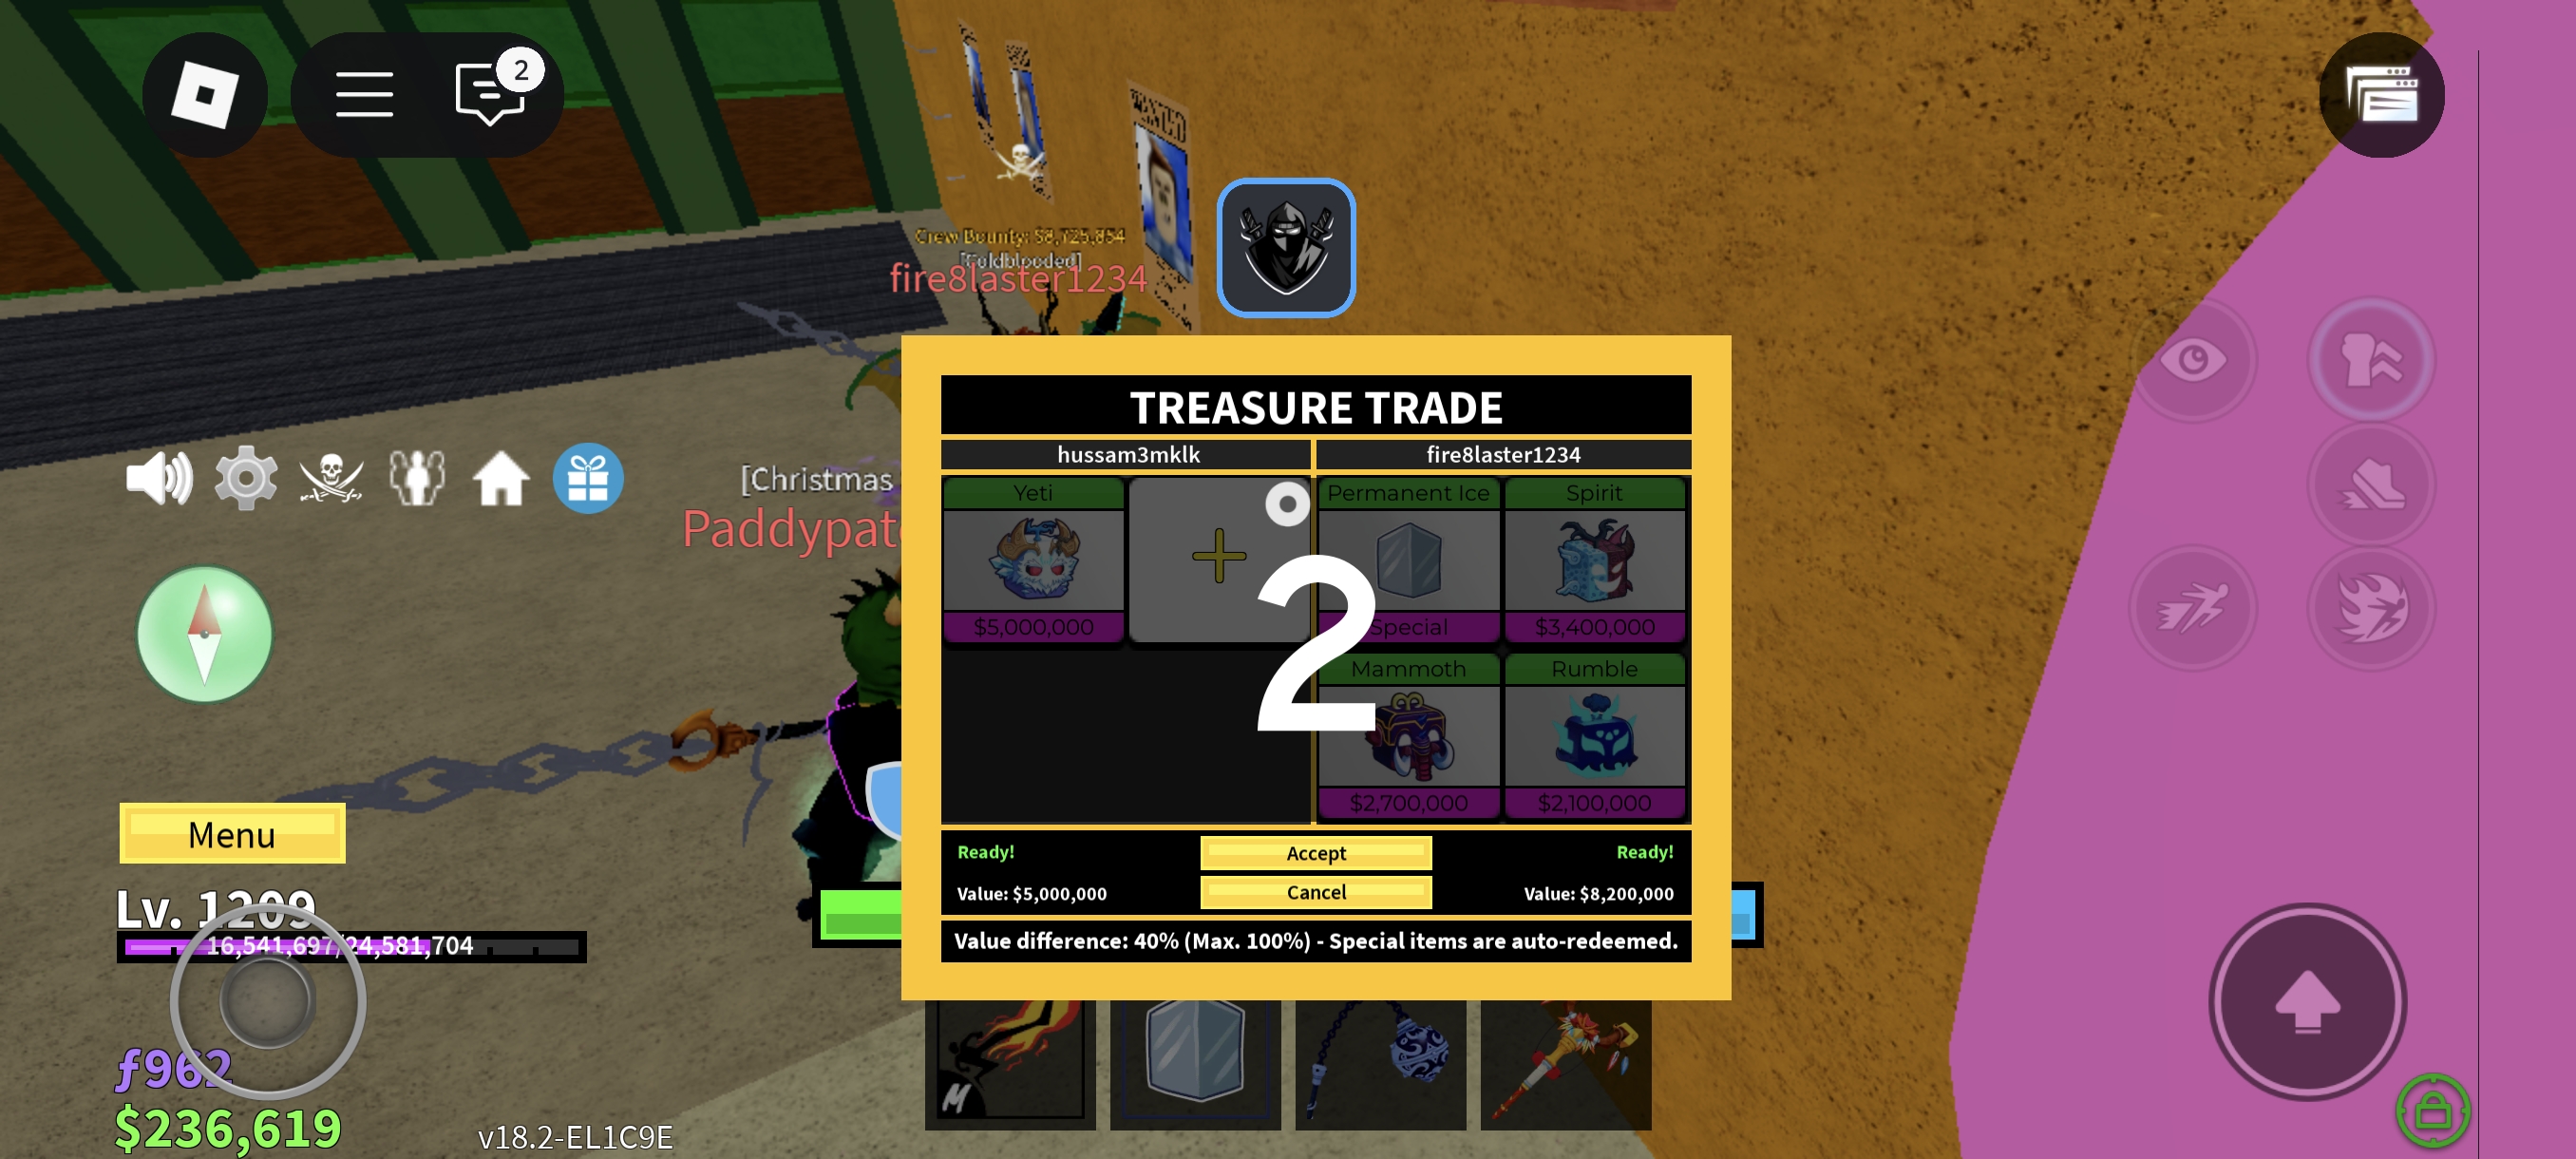 2
WANTED
Crew Bounty: $8,725,854
[Coldblooded]
fire8laster1234
TREASURE TRADE
hussam3mklk
fire8laster1234
Yeti
$5,000,000
Permanent Ice
Special
Spirit
$3,400,000
Mammoth
$2,700,000
Rumble
$2,100,000
2
Ready!
Accept
Ready!
Value: $5,000,000
Cancel
Value: $8,200,000
Value difference: 40% (Max. 100%) - Special items are auto-redeemed.
[Christmas
Paddypat
Menu
Lv. 1209
16,541,697/24,581,704
ƒ962
$236,619
v18.2-EL1C9E
M